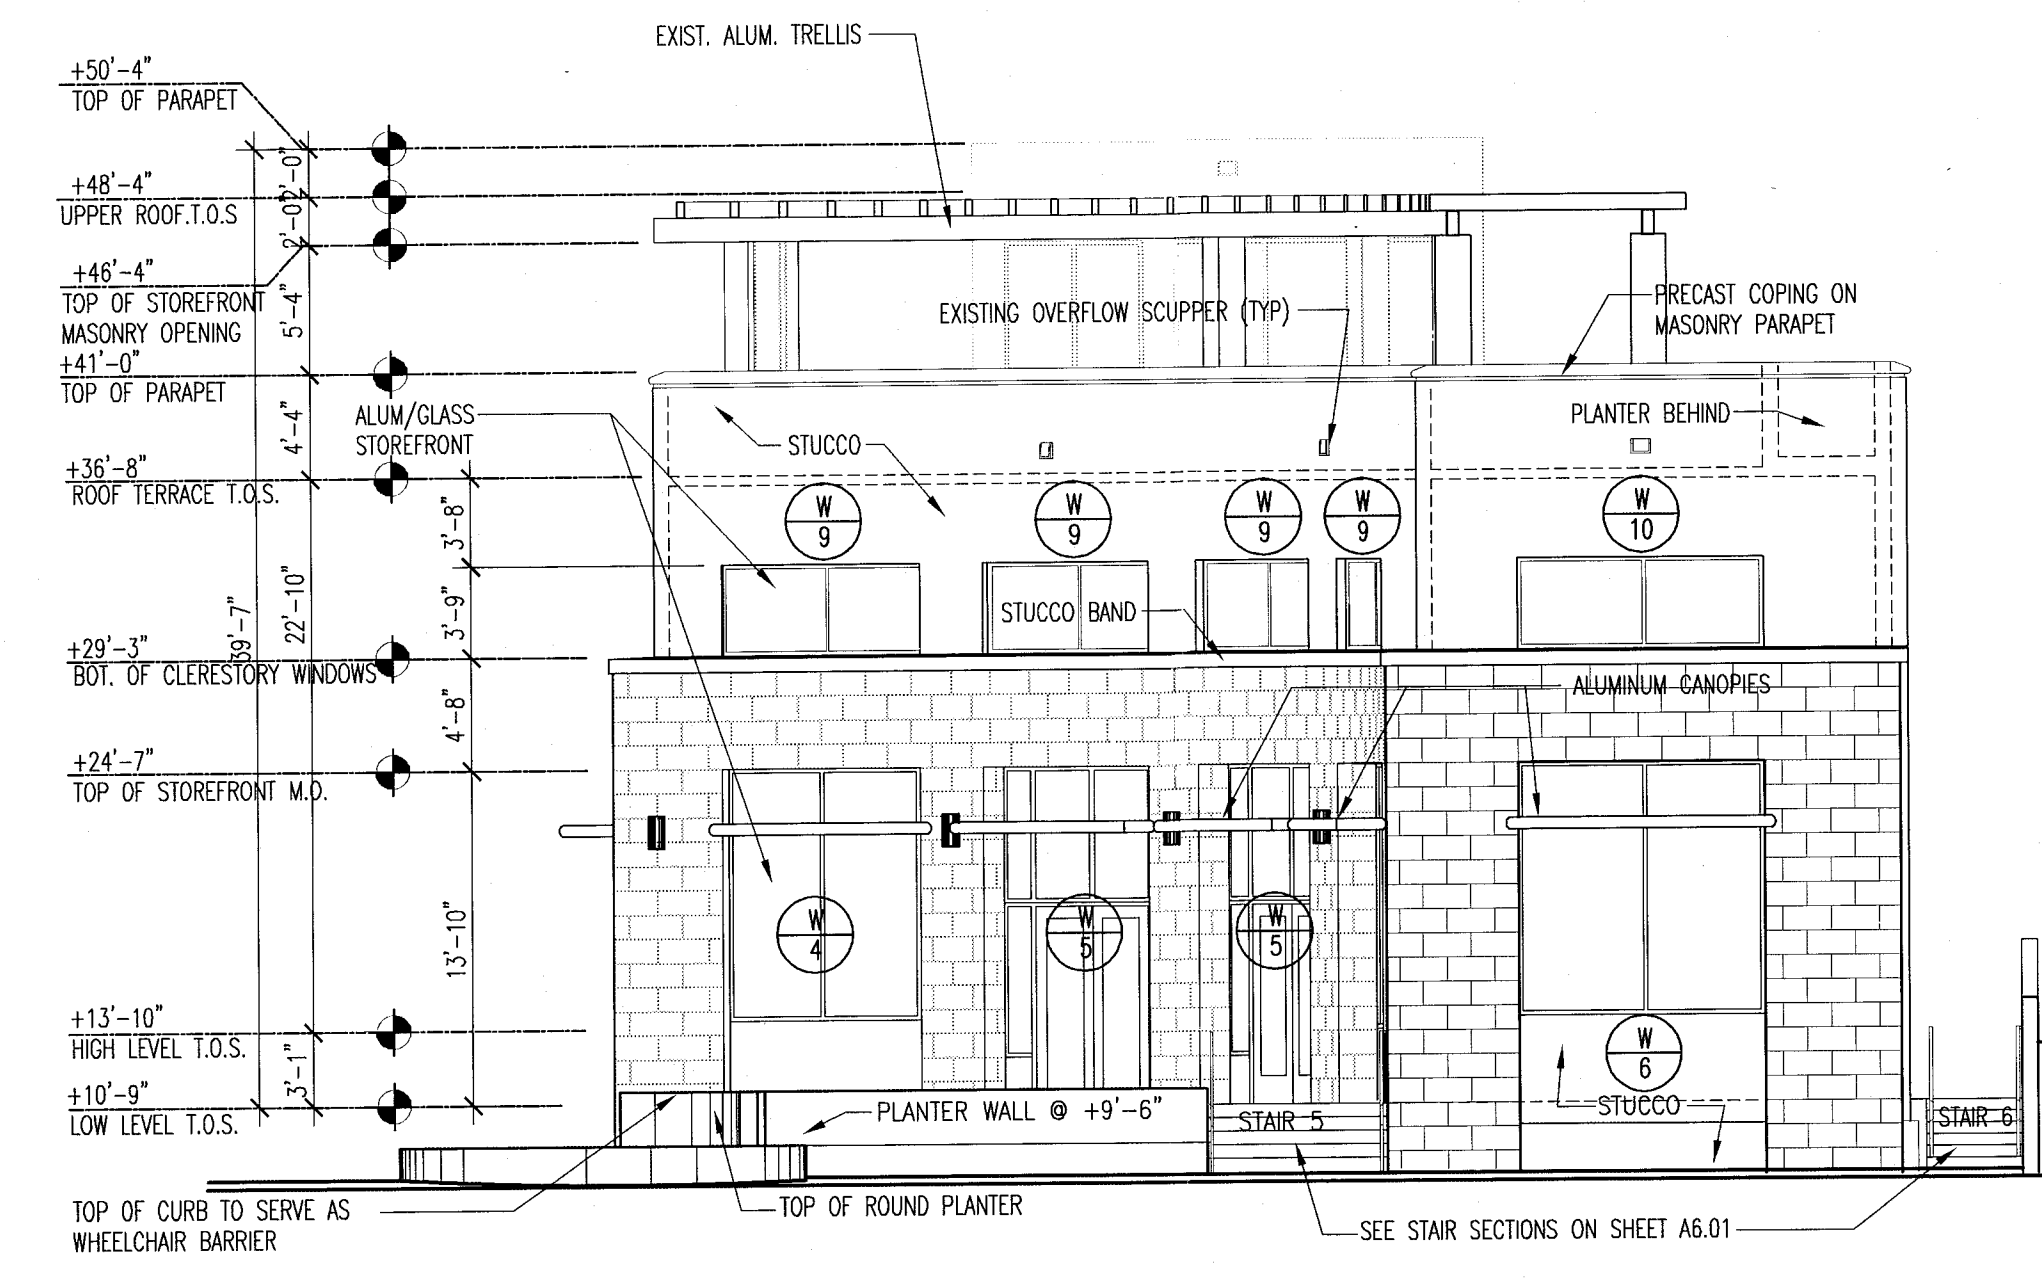 EXIST. ALUM. TRELLIS
+50'-4"
TOP OF PARAPET
+48'-4"
UPPER ROOF.T.O.S
+46'-4"
TOP OF STOREFRONT
MASONRY OPENING
+41'-0"
TOP OF PARAPET
+36'-8"
ROOF TERRACE T.O.S.
+29'-3"
BOT. OF CLERESTORY WINDOWS
+24'-7"
TOP OF STOREFRONT M.O.
+13'-10"
HIGH LEVEL T.O.S.
+10'-9"
LOW LEVEL T.O.S.
39'-7"
2'-0"
2'-0"
5'-4"
4'-4"
22'-10"
3'-1"
3'-8"
3'-9"
4'-8"
13'-10"
ALUM/GLASS
STOREFRONT
STUCCO
EXISTING OVERFLOW SCUPPER (TYP)
PRECAST COPING ON
MASONRY PARAPET
PLANTER BEHIND
W
9
W
9
W
9
W
9
W
10
STUCCO BAND
ALUMINUM CANOPIES
W
4
W
5
W
5
W
6
STUCCO
PLANTER WALL @ +9'-6"
STAIR 5
STAIR 6
TOP OF CURB TO SERVE AS
WHEELCHAIR BARRIER
TOP OF ROUND PLANTER
SEE STAIR SECTIONS ON SHEET A6.01